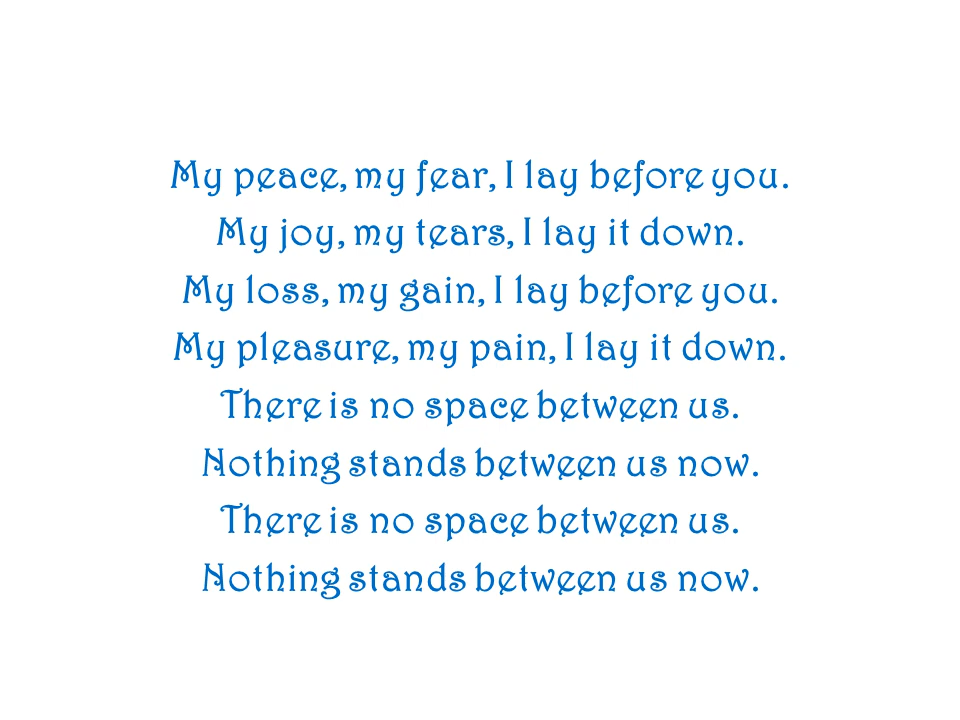 My peace, my fear, I lay before you.
My joy, my tears, I lay it down.
My loss, my gain, I lay before you.
My pleasure, my pain, I lay it down.
There is no space between us.
Nothing stands between us now.
There is no space between us.
Nothing stands between us now.